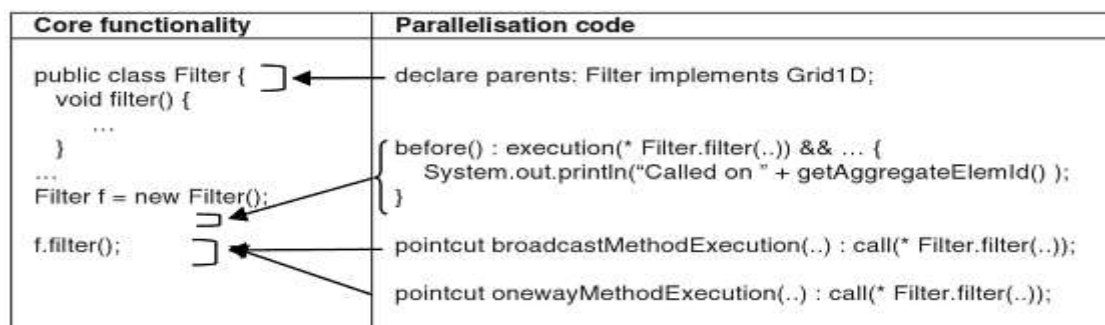 Core functionality
Parallelisation code
public class Filter {
void filter() {
...
}
...
Filter f = new Filter();
f.filter();
declare parents: Filter implements Grid1D;
before() : execution(* Filter.filter(..)) && ... {
System.out.println(“Called on ” + getAggregateElemId() );
}
pointcut broadcastMethodExecution(..) : call(* Filter.filter(..));
pointcut onewayMethodExecution(..) : call(* Filter.filter(..));